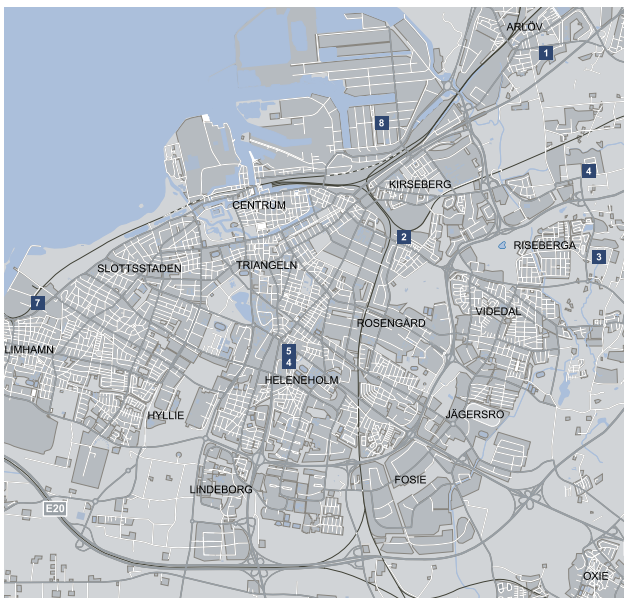 ARLÖV
1
8
4
KIRSEBERG
CENTRUM
2
RISEBERGA
3
SLOTTSSTADEN
TRIANGELN
7
VIDEDAL
ROSENGÅRD
LIMHAMN
5
4
HELENEHOLM
HYLLIE
JÄGERSRO
FOSIE
LINDEBORG
E20
OXIE